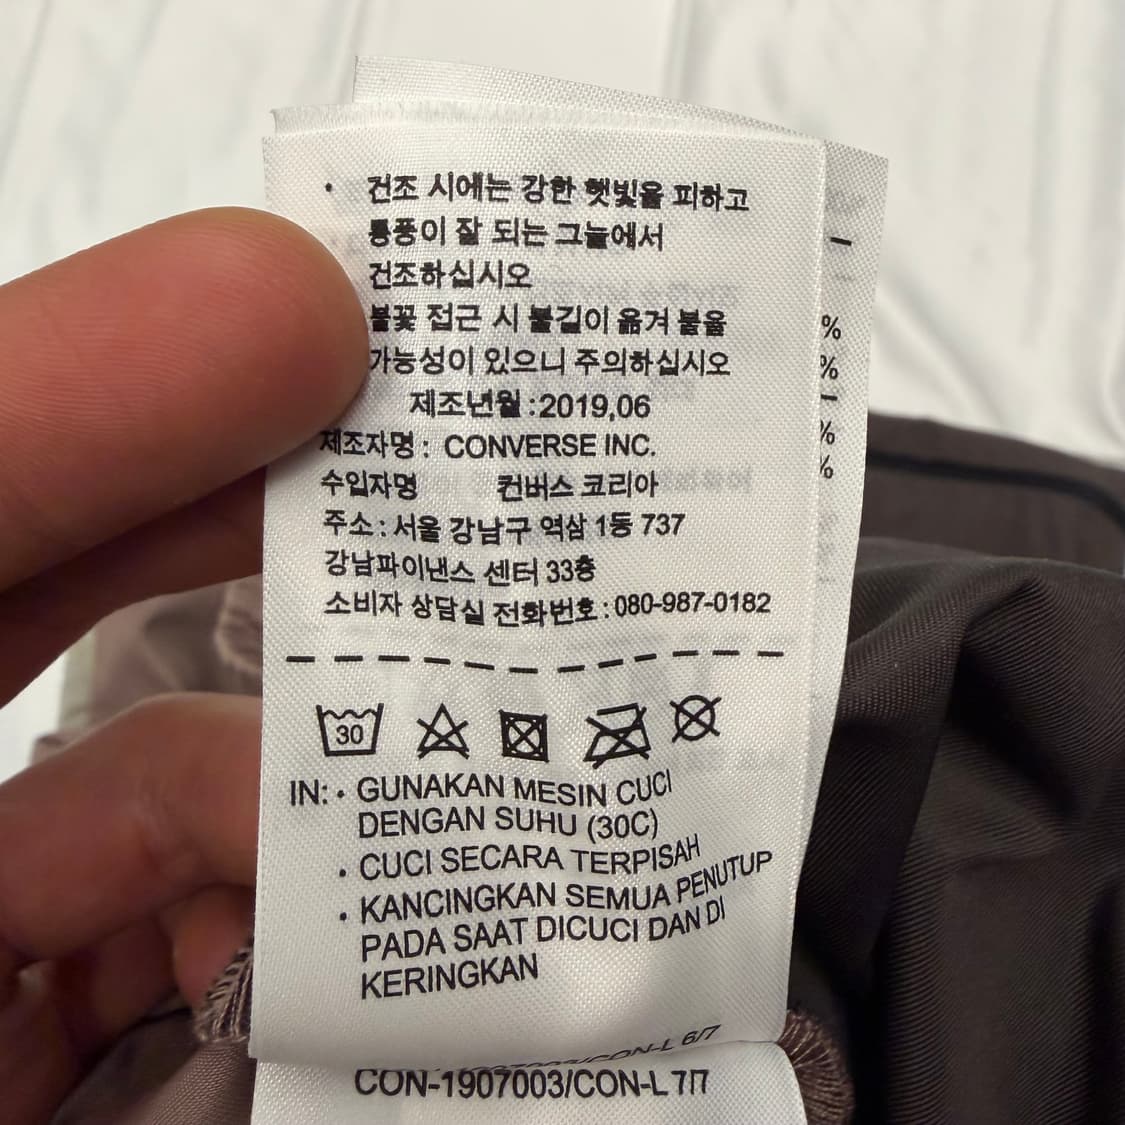 · 건조 시에는 강한 햇빛을 피하고
통풍이 잘 되는 그늘에서
건조하십시오
불꽃 접근 시 불길이 옮겨 붙을
가능성이 있으니 주의하십시오
제조년월:2019,06
제조자명: CONVERSE INC.
수입자명 컨버스 코리아
주소: 서울 강남구 역삼 1동 737
강남파이낸스 센터 33층
소비자 상담실 전화번호: 080-987-0182
30
IN: · GUNAKAN MESIN CUCI
DENGAN SUHU (30C)
· CUCI SECARA TERPISAH
· KANCINGKAN SEMUA PENUTUP
PADA SAAT DICUCI DAN DI
KERINGKAN
/CON-L 6/7
CON-1907003/CON-L 7/7
%
%
%
%